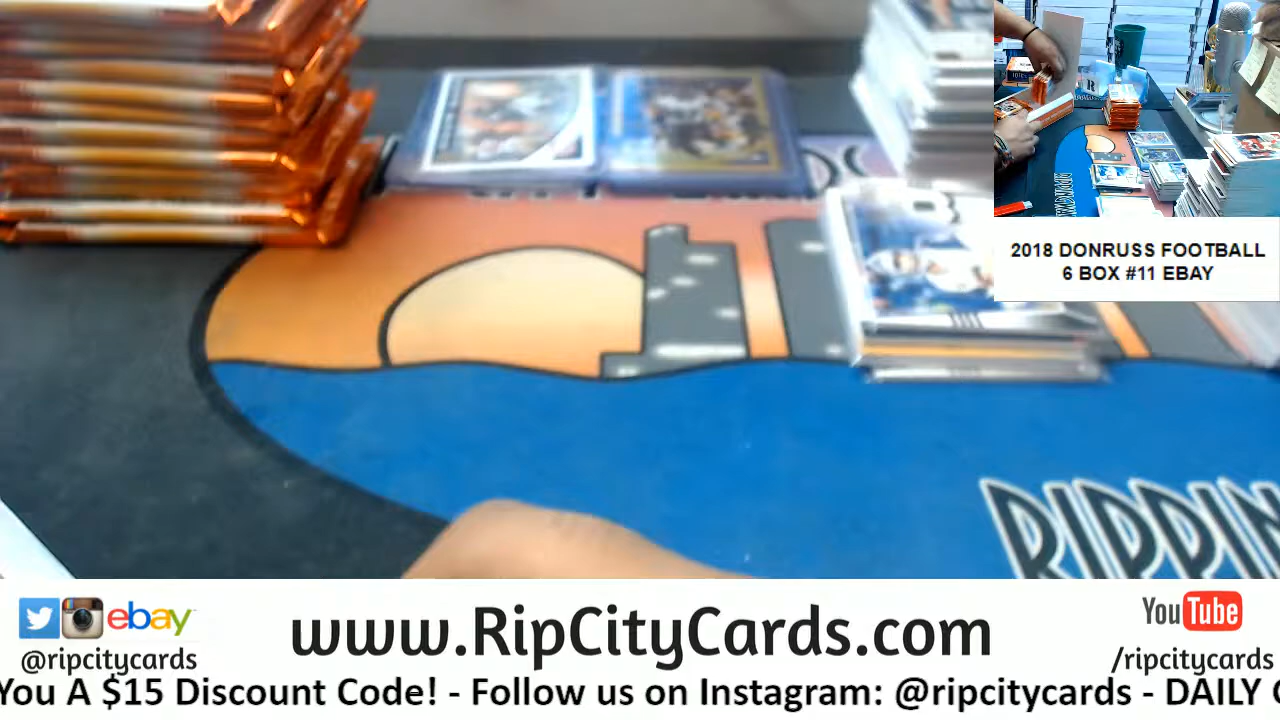 2018 DONRUSS FOOTBALL
6 BOX #11 EBAY
RIPPIN
ebay
@ripcitycards
www.RipCityCards.com
YouTube
/ripcitycards
You A $15 Discount Code! - Follow us on Instagram: @ripcitycards - DAILY